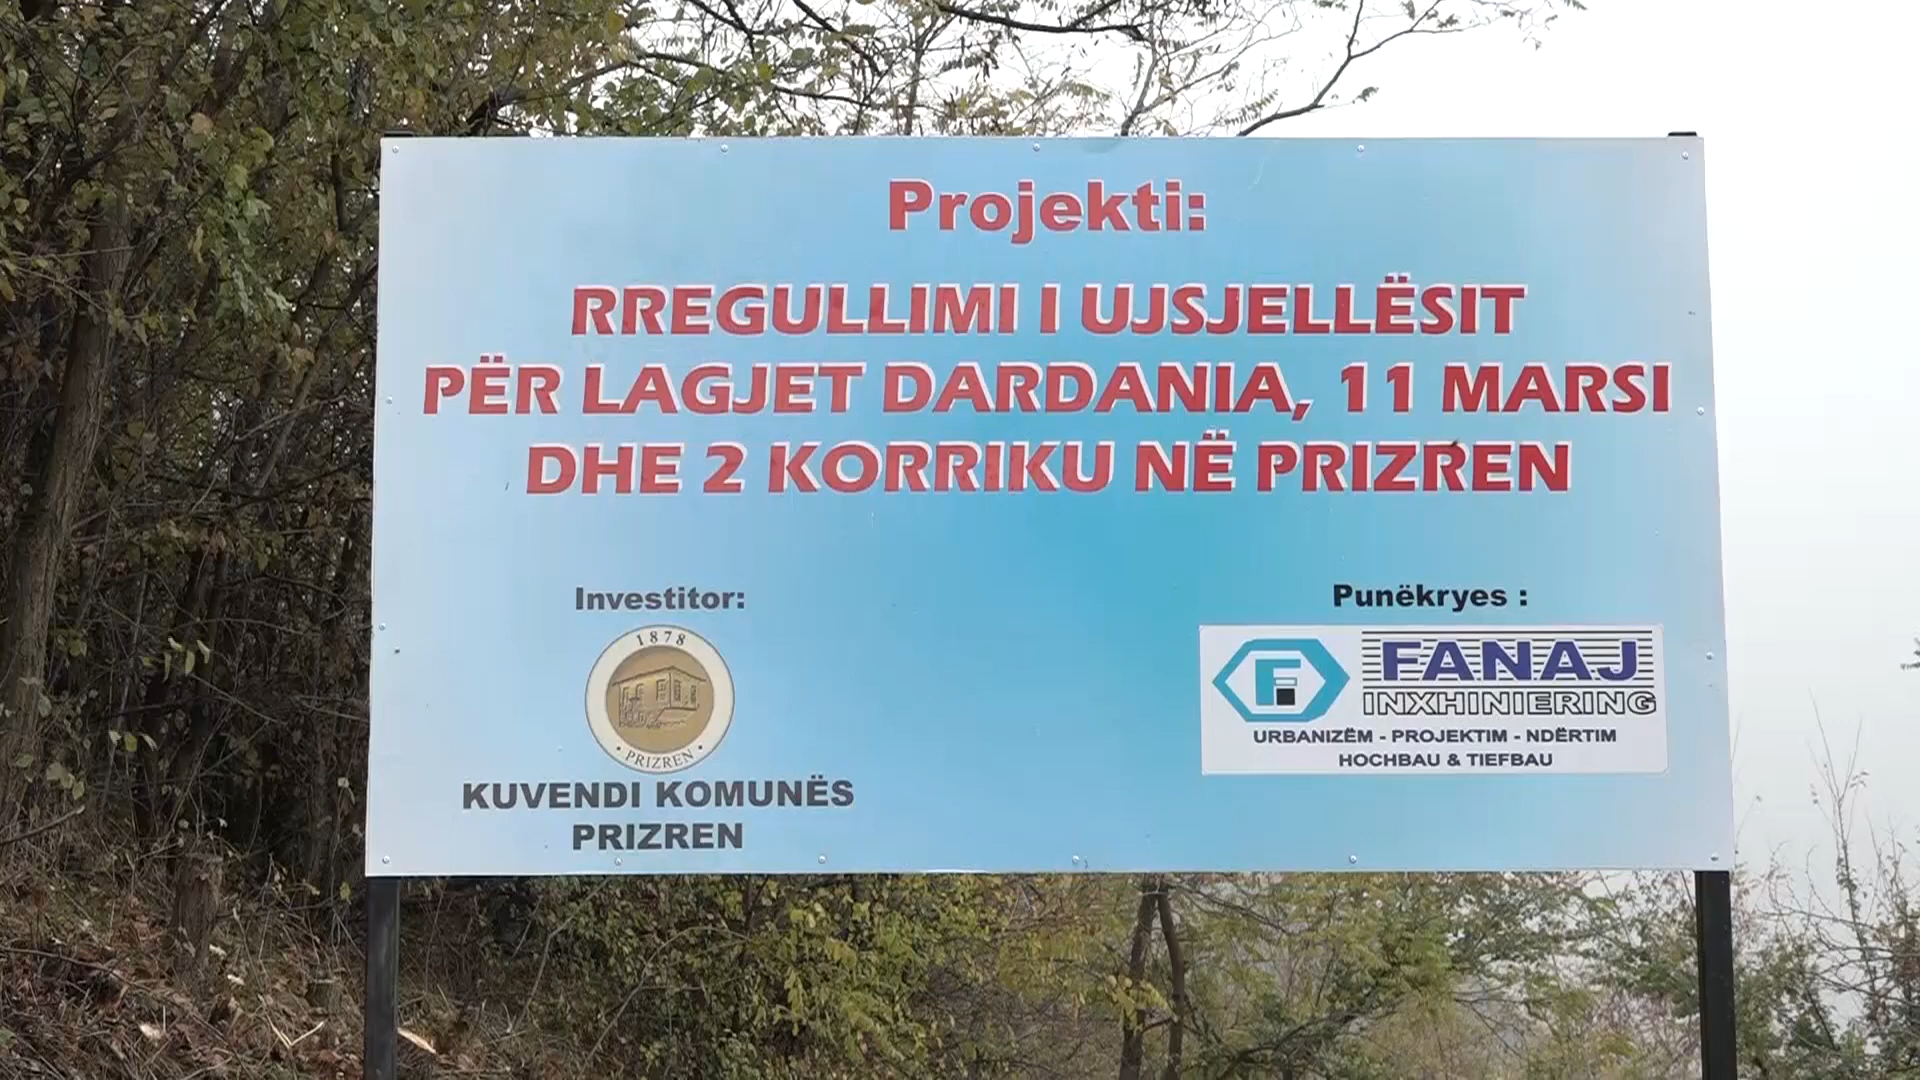 Projekti:
RREGULLIMI I UJSJELLËSIT
PËR LAGJET DARDANIA, 11 MARSI
DHE 2 KORRIKU NË PRIZREN
Investitor:
1878
PRIZREN
KUVENDI KOMUNËS
PRIZREN
Punëkryes :
FANAJ
INXHINIERING
URBANIZËM - PROJEKTIM - NDËRTIM
HOCHBAU & TIEFBAU